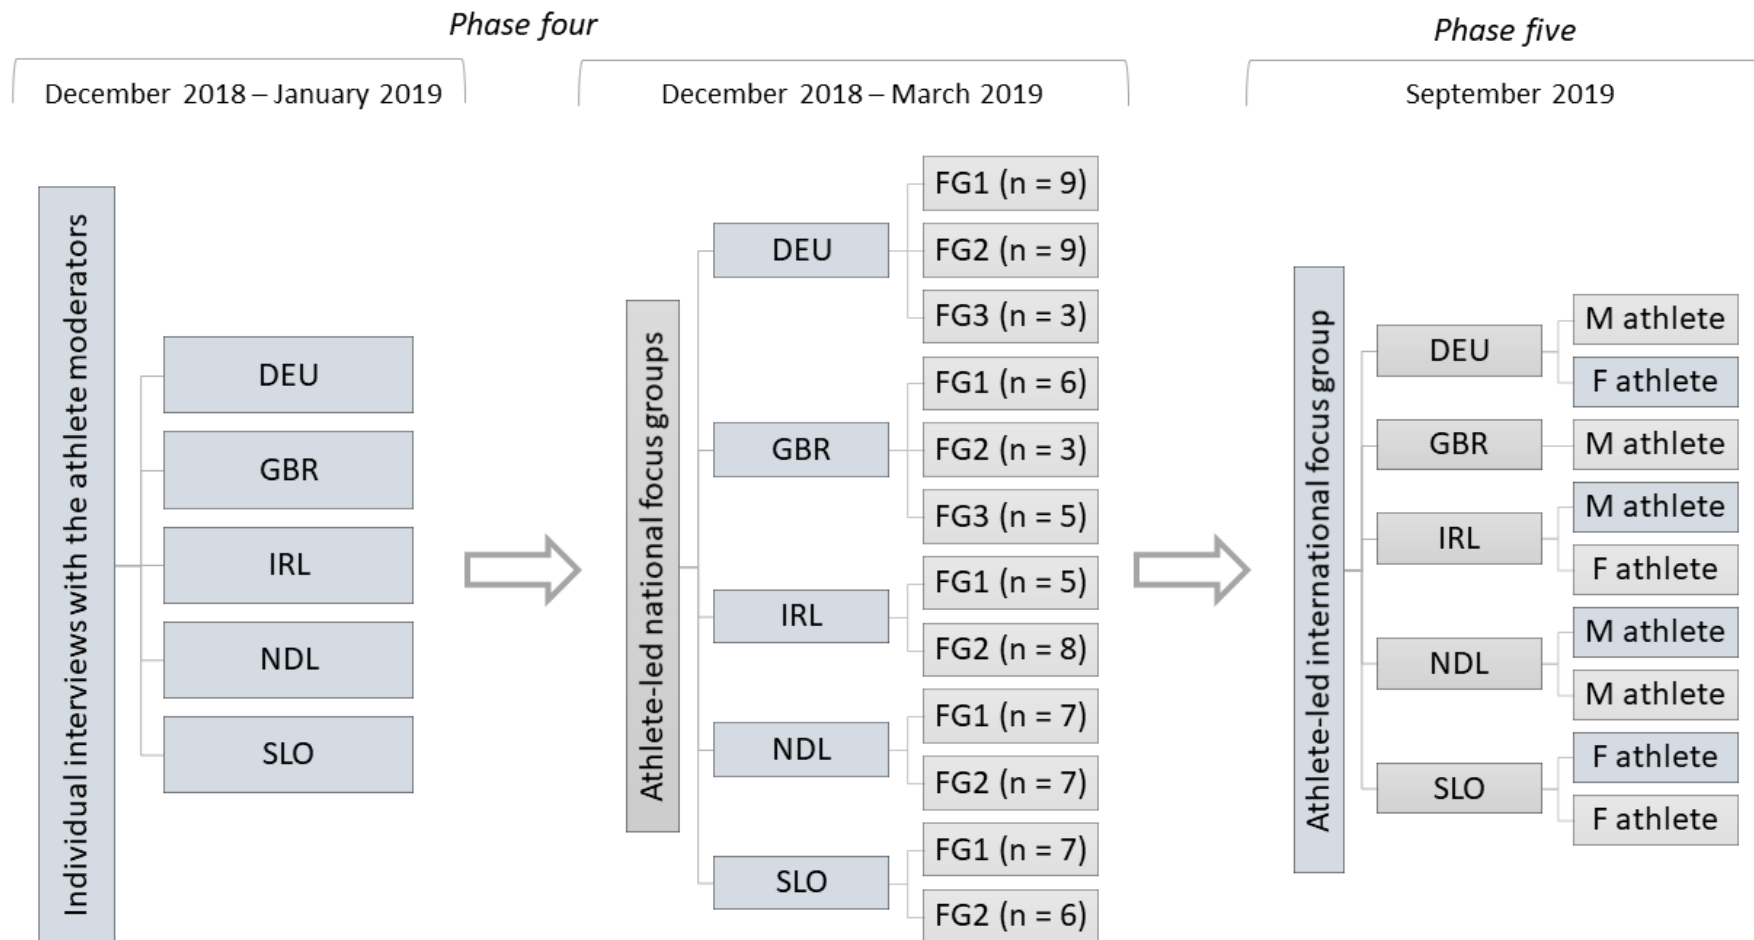 Phase four
Phase five
December 2018 – January 2019
December 2018 – March 2019
September 2019
Individual interviews with the athlete moderators
DEU
GBR
IRL
NDL
SLO
Athlete-led national focus groups
DEU
FG1 (n = 9)
FG2 (n = 9)
FG3 (n = 3)
GBR
FG1 (n = 6)
FG2 (n = 3)
FG3 (n = 5)
IRL
FG1 (n = 5)
FG2 (n = 8)
NDL
FG1 (n = 7)
FG2 (n = 7)
SLO
FG1 (n = 7)
FG2 (n = 6)
Athlete-led international focus group
DEU
M athlete
F athlete
GBR
M athlete
IRL
M athlete
F athlete
NDL
M athlete
M athlete
SLO
F athlete
F athlete